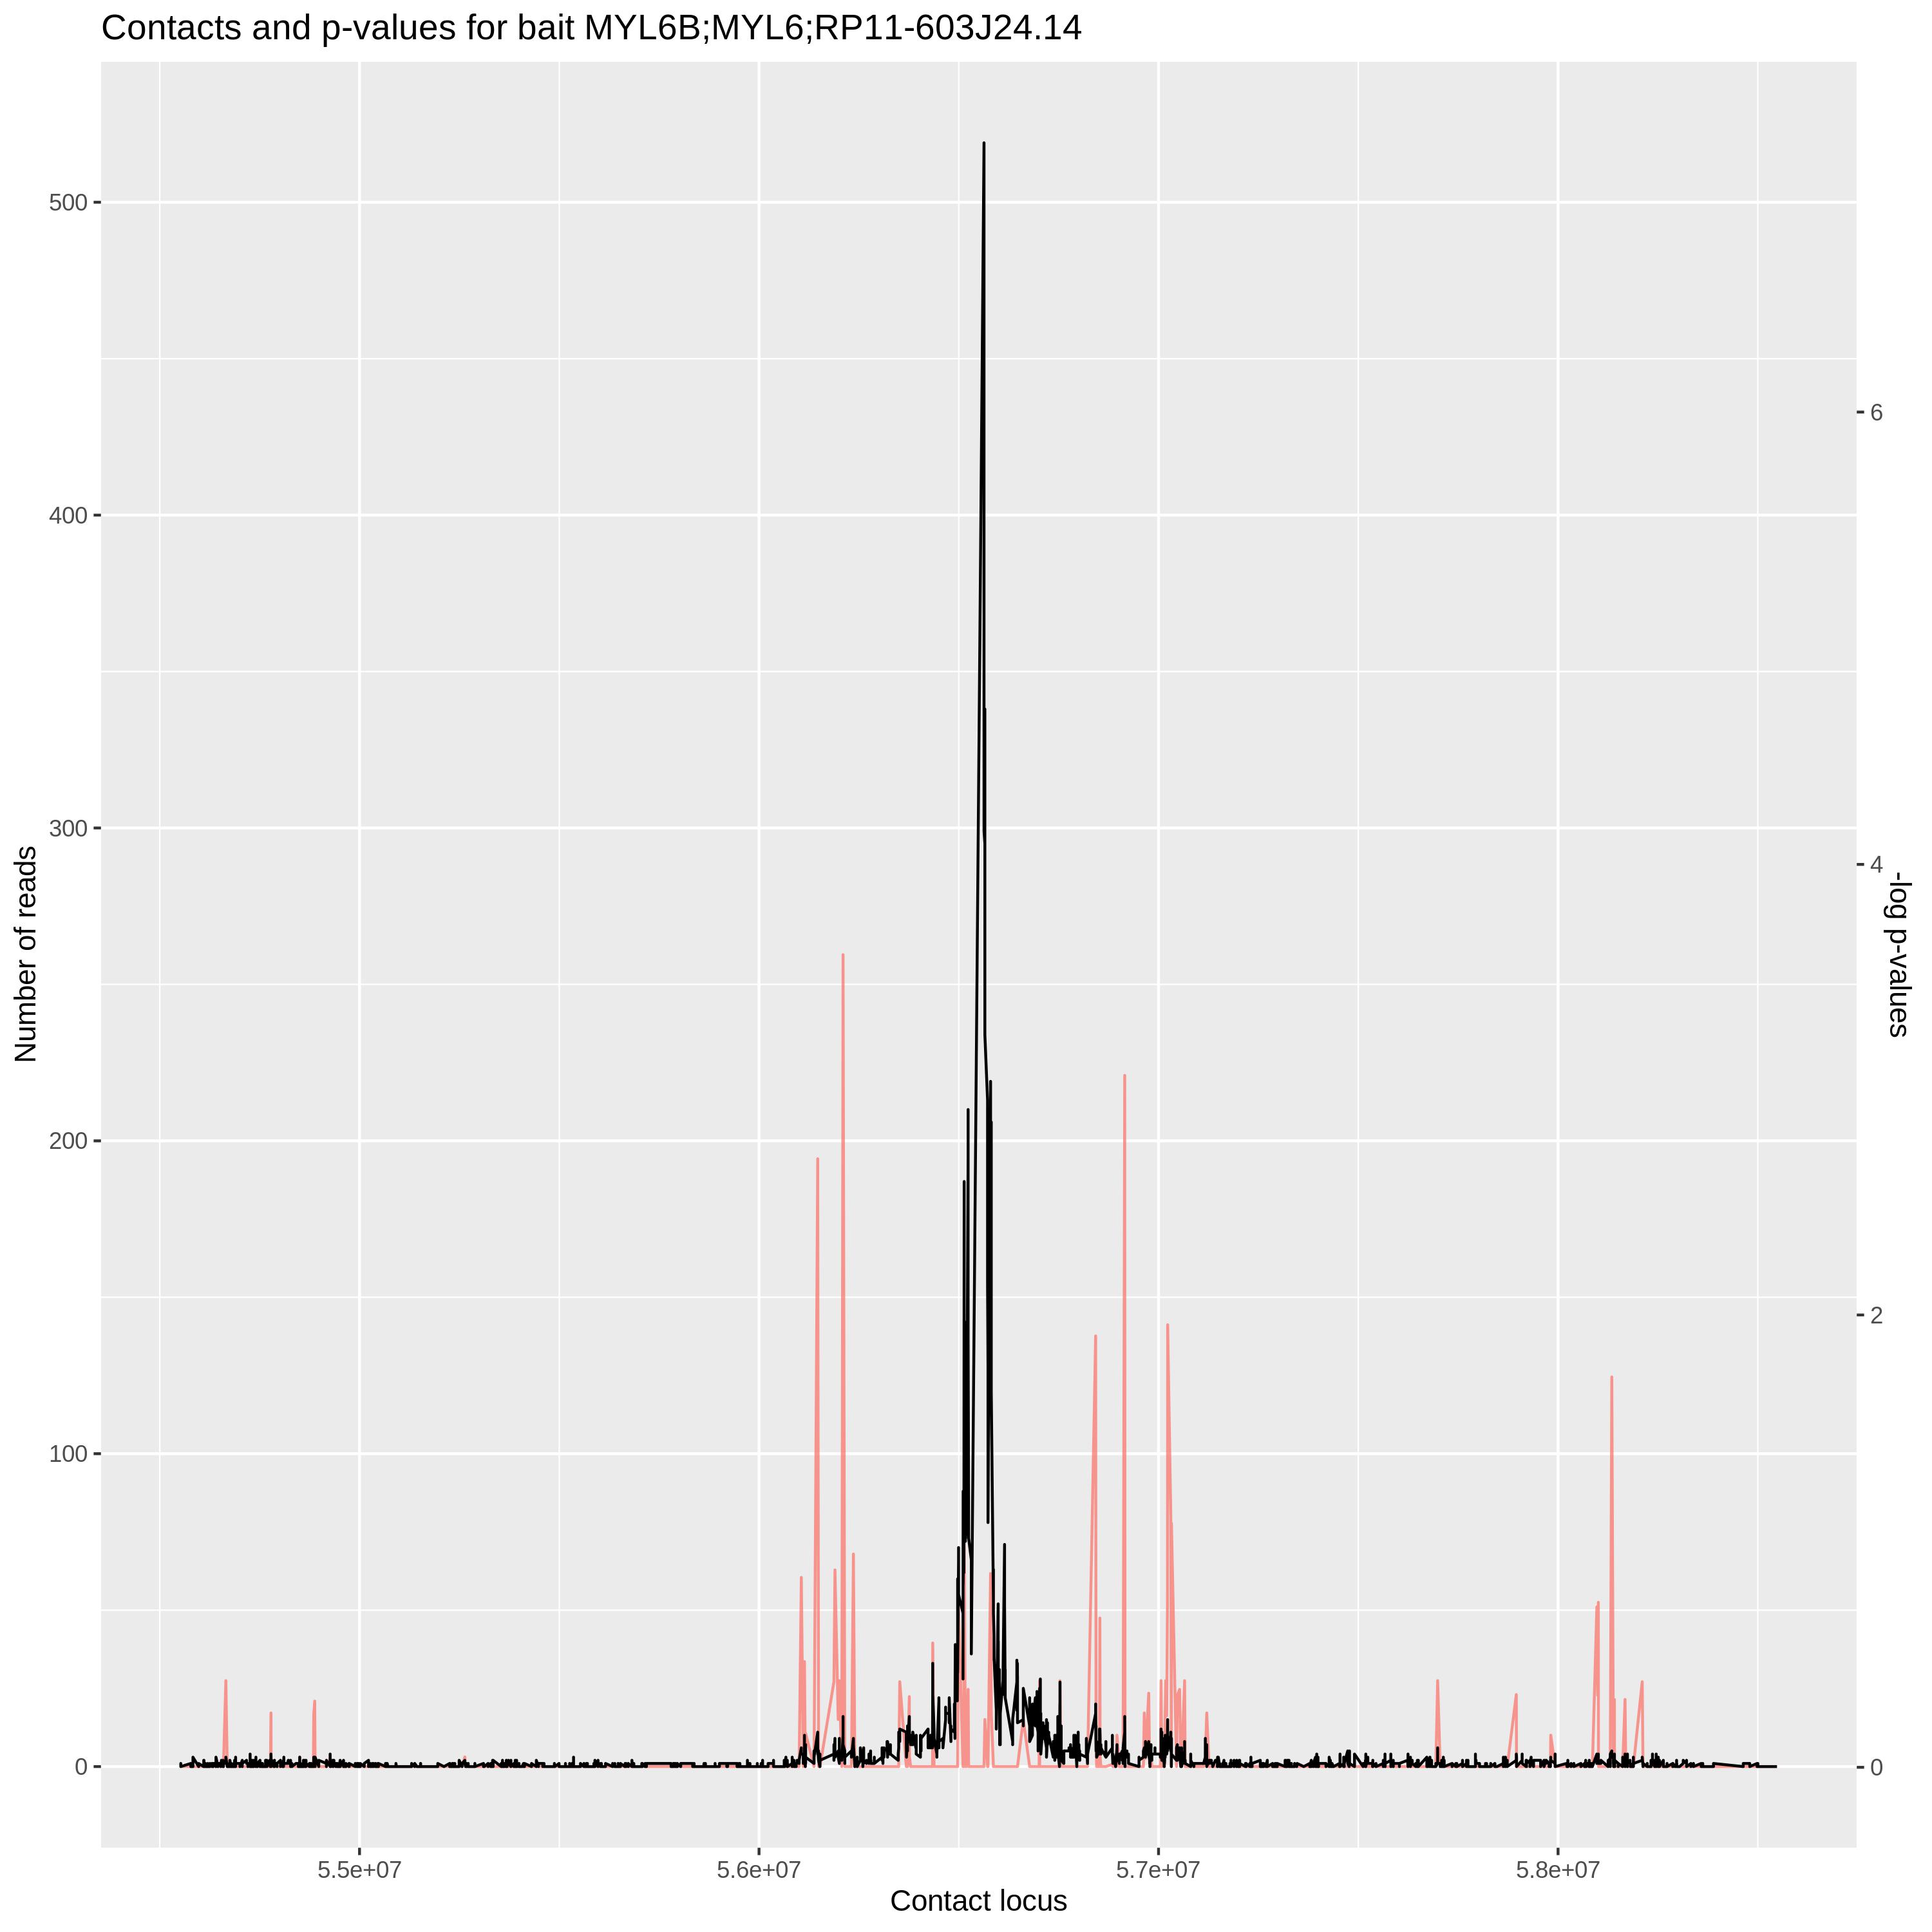 Contacts and p-values for bait MYL6B;MYL6;RP11-603J24.14
500
400
300
200
100
0
Number of reads
6
4
2
0
-log p-values
5.5e+07
5.6e+07
5.7e+07
5.8e+07
Contact locus